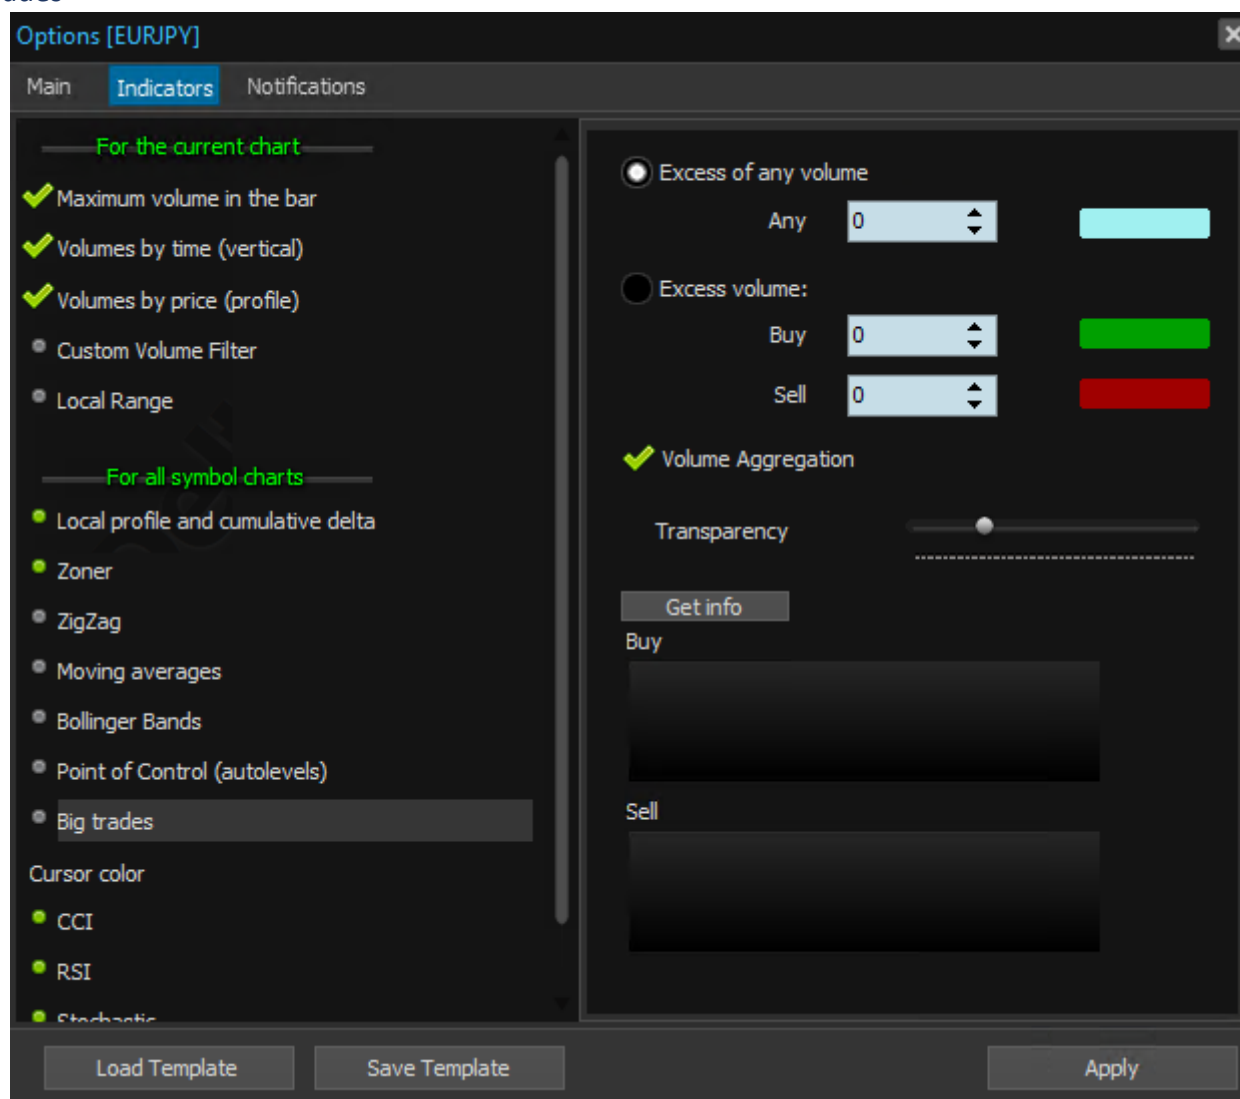 Options [EURJPY]
Main Indicators Notifications
For the current chart
Maximum volume in the bar
Volumes by time (vertical)
Volumes by price (profile)
Custom Volume Filter
Local Range
For all symbol charts
Local profile and cumulative delta
Zoner
ZigZag
Moving averages
Bollinger Bands
Point of Control (autolevels)
Big trades
Cursor color
CCI
RSI
Stochastic
Excess of any volume
Any 0
Excess volume:
Buy 0
Sell 0
Volume Aggregation
Transparency
Get info
Buy
Sell
Load Template Save Template Apply